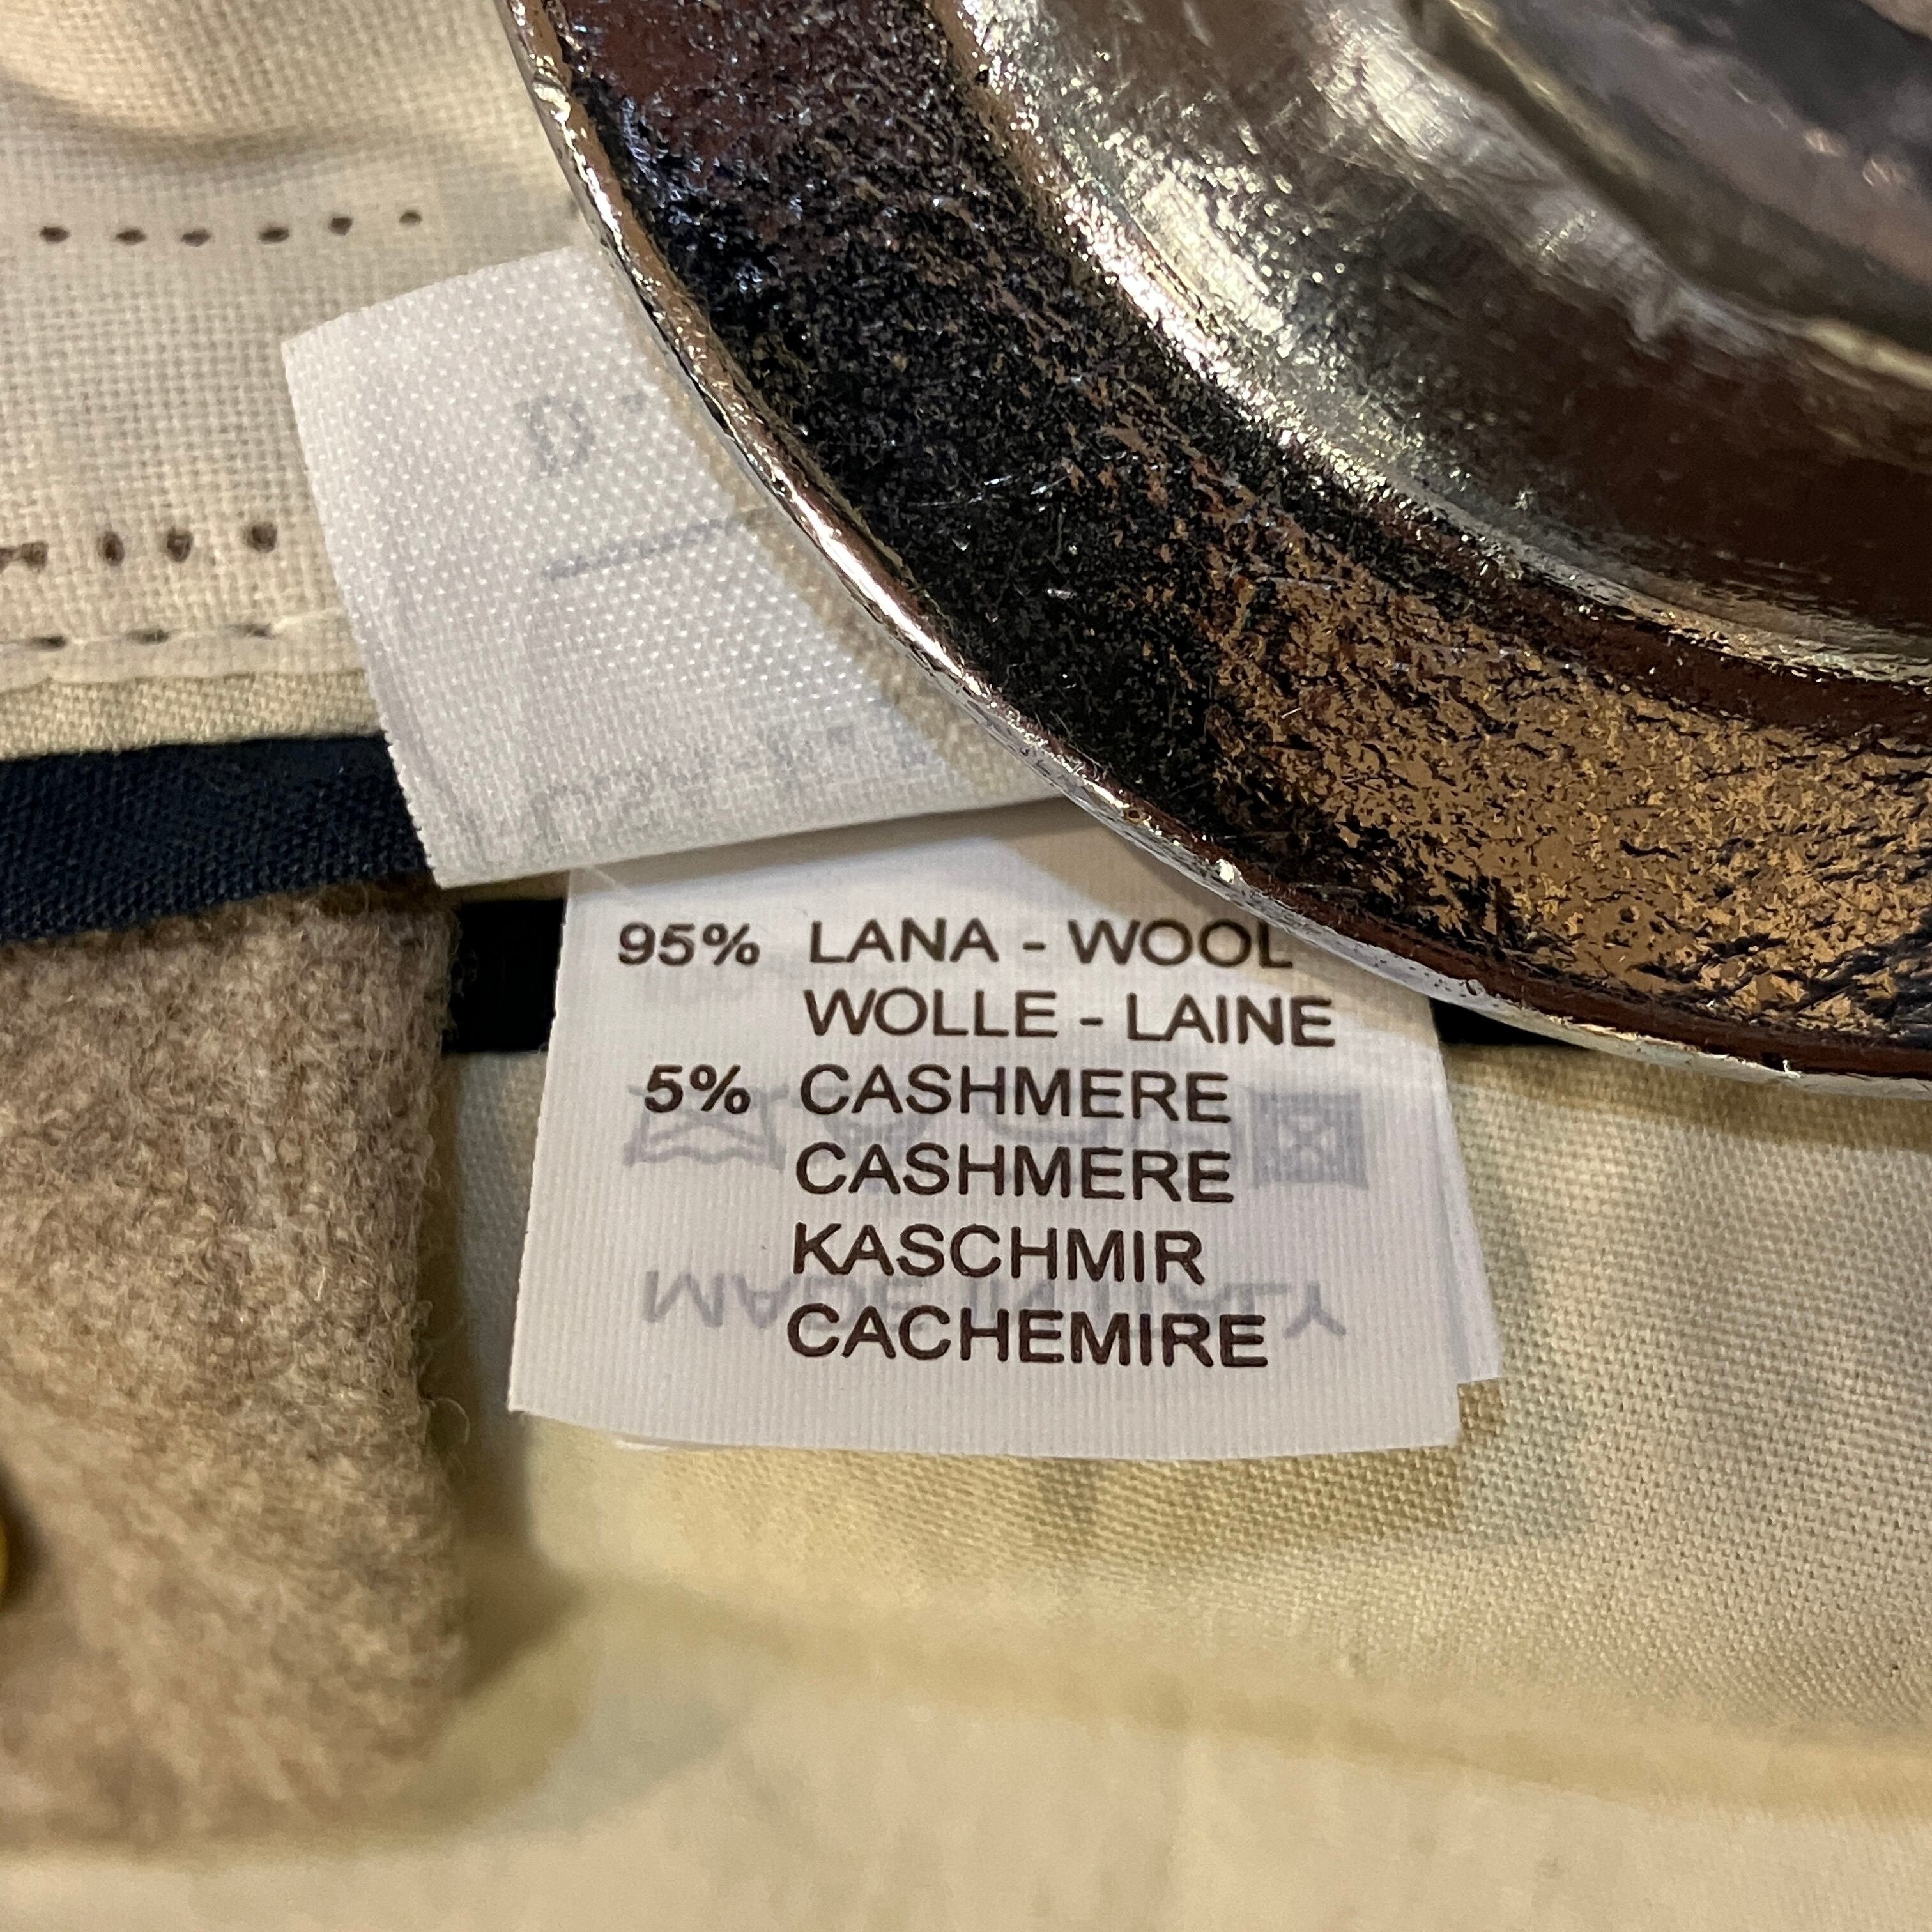 95% LANA - WOOL
WOLLE - LAINE
5% CASHMERE
CASHMERE
KASCHMIR
CACHEMIRE